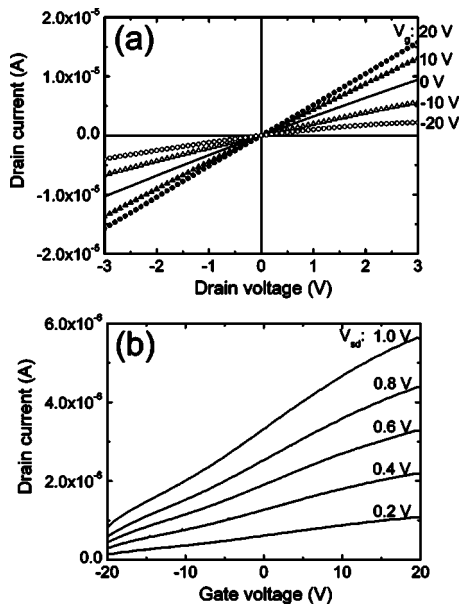 (a)
V_g: 20 V
10 V
0 V
-10 V
-20 V
2.0x10^-5
1.0x10^-5
0.0
-1.0x10^-5
-2.0x10^-5
Drain current (A)
-3 -2 -1 0 1 2 3
Drain voltage (V)
(b)
V_sd: 1.0 V
0.8 V
0.6 V
0.4 V
0.2 V
6.0x10^-6
4.0x10^-6
2.0x10^-6
0.0
Drain current (A)
-20 -10 0 10 20
Gate voltage (V)